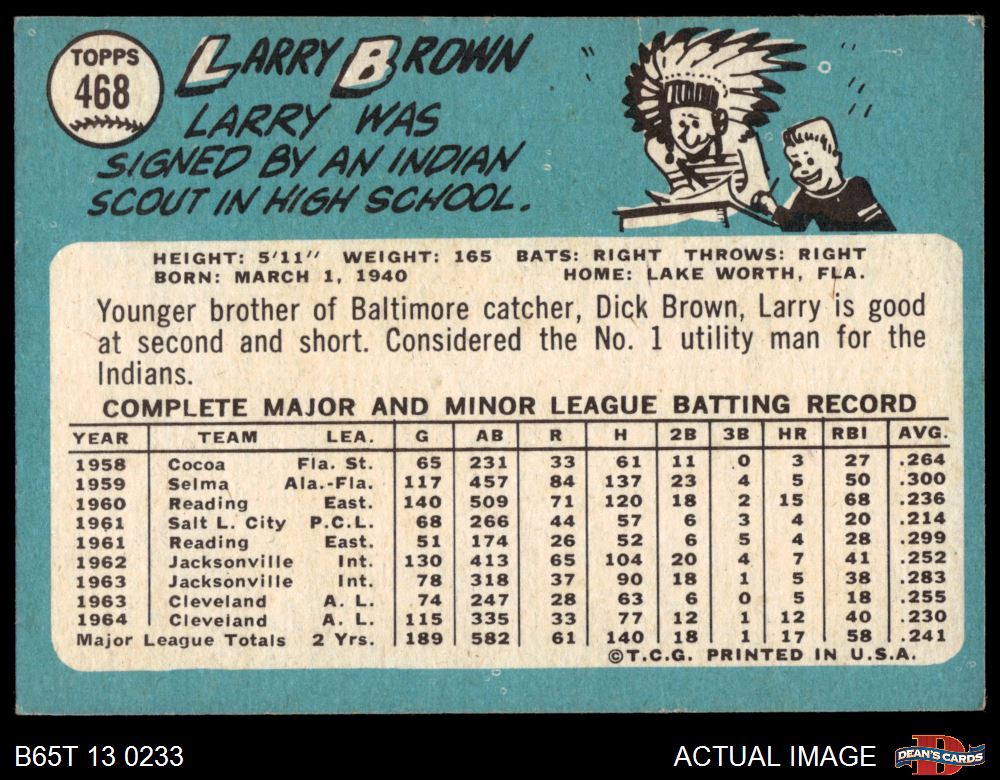 TOPPS
468
LARRY BROWN
LARRY WAS
SIGNED BY AN INDIAN
SCOUT IN HIGH SCHOOL.
HEIGHT: 5'11" WEIGHT: 165 BATS: RIGHT THROWS: RIGHT
BORN: MARCH 1, 1940 HOME: LAKE WORTH, FLA.
Younger brother of Baltimore catcher, Dick Brown, Larry is good
at second and short. Considered the No. 1 utility man for the
Indians.
COMPLETE MAJOR AND MINOR LEAGUE BATTING RECORD
YEAR TEAM LEA. G AB R H 2B 3B HR RBI AVG.
1958 Cocoa Fla. St. 65 231 33 61 11 0 3 27 .264
1959 Selma Ala.-Fla. 117 457 84 137 23 4 5 50 .300
1960 Reading East. 140 509 71 120 18 2 15 68 .236
1961 Salt L. City P.C.L. 68 266 44 57 6 3 4 20 .214
1961 Reading East. 51 174 26 52 6 5 4 28 .299
1962 Jacksonville Int. 130 413 65 104 20 4 7 41 .252
1963 Jacksonville Int. 78 318 37 90 18 1 5 38 .283
1963 Cleveland A. L. 74 247 28 63 6 0 5 18 .255
1964 Cleveland A. L. 115 335 33 77 12 1 12 40 .230
Major League Totals 2 Yrs. 189 582 61 140 18 1 17 58 .241
©T.C.G. PRINTED IN U.S.A.
B65T 13 0233 ACTUAL IMAGE DEAN'S CARDS